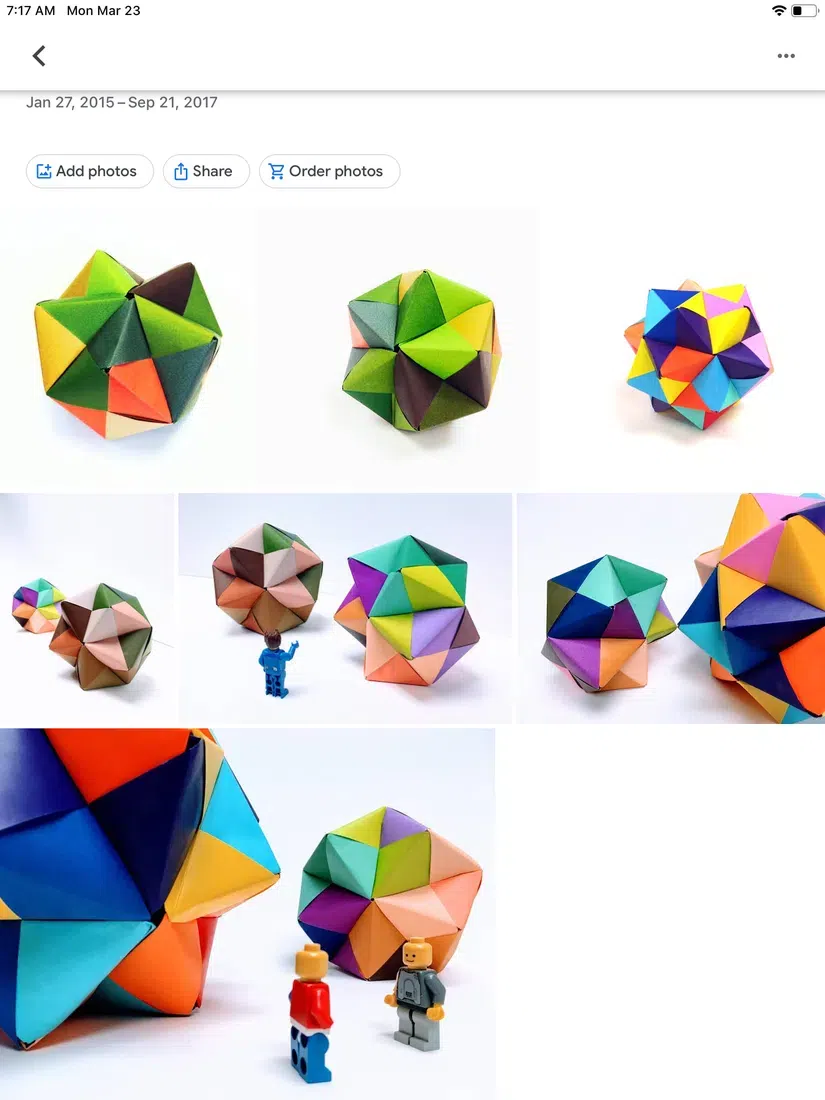 7:17 AM Mon Mar 23
Jan 27, 2015 – Sep 21, 2017
Add photos Share Order photos